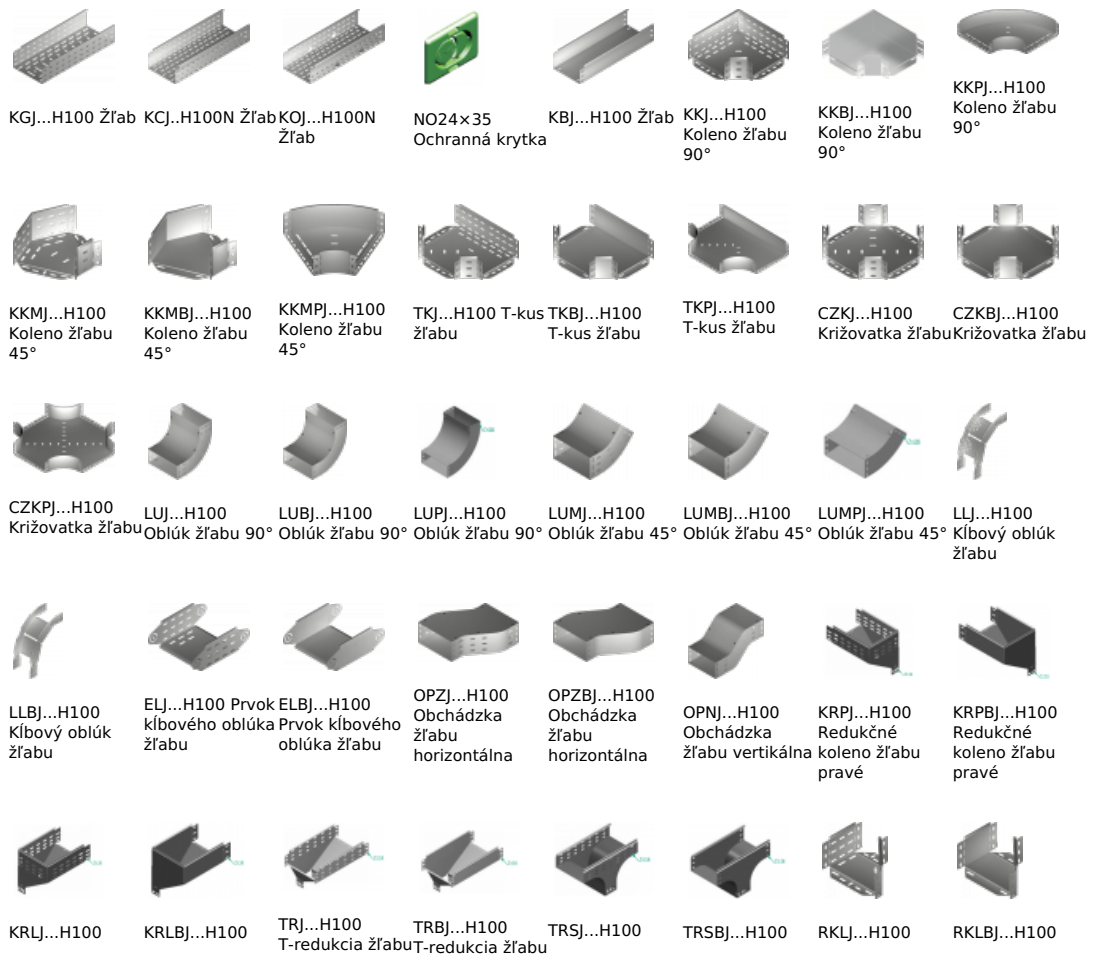 KGJ...H100 Žľab
KCJ..H100N Žľab
KOJ...H100N
Žľab
NO24×35
Ochranná krytka
KBJ...H100 Žľab
KKJ...H100
Koleno žľabu
90°
KKBJ...H100
Koleno žľabu
90°
KKPJ...H100
Koleno žľabu
90°
KKMJ...H100
Koleno žľabu
45°
KKMBJ...H100
Koleno žľabu
45°
KKMPJ...H100
Koleno žľabu
45°
TKJ...H100 T-kus
žľabu
TKBJ...H100
T-kus žľabu
TKPJ...H100
T-kus žľabu
CZKJ...H100
Križovatka žľabu
CZKBJ...H100
Križovatka žľabu
CZKPJ...H100
Križovatka žľabu
LUJ...H100
Oblúk žľabu 90°
LUBJ...H100
Oblúk žľabu 90°
LUPJ...H100
Oblúk žľabu 90°
LUMJ...H100
Oblúk žľabu 45°
LUMBJ...H100
Oblúk žľabu 45°
LUMPJ...H100
Oblúk žľabu 45°
LLJ...H100
Kĺbový oblúk
žľabu
LLBJ...H100
Kĺbový oblúk
žľabu
ELJ...H100 Prvok
kĺbového oblúka
žľabu
ELBJ...H100
Prvok kĺbového
oblúka žľabu
OPZJ...H100
Obchádzka
žľabu
horizontálna
OPZBJ...H100
Obchádzka
žľabu
horizontálna
OPNJ...H100
Obchádzka
žľabu vertikálna
KRPJ...H100
Redukčné
koleno žľabu
pravé
KRPBJ...H100
Redukčné
koleno žľabu
pravé
KRLJ...H100
KRLBJ...H100
TRJ...H100
T-redukcia žľabu
TRBJ...H100
T-redukcia žľabu
TRSJ...H100
TRSBJ...H100
RKLJ...H100
RKLBJ...H100